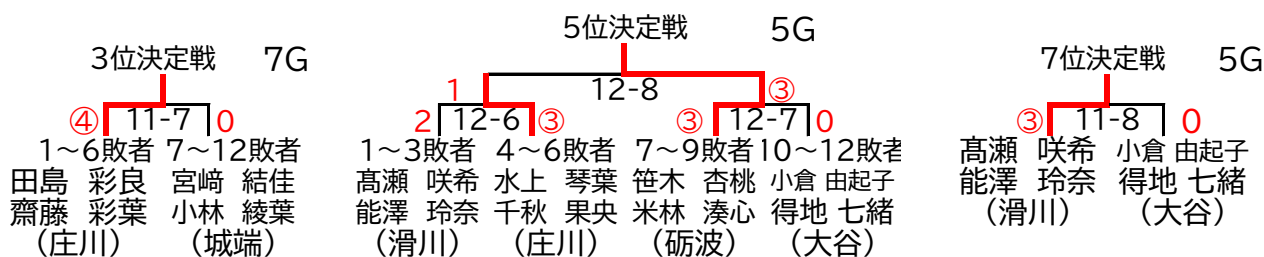 3位決定戦 7G
④ 11-7 0
1～6敗者 7～12敗者
田島 彩良 宮﨑 結佳
齋藤 彩葉 小林 綾葉
（庄川） （城端）
5位決定戦 5G
1 12-8 ③
2 12-6 ③ ③ 12-7 0
1～3敗者 4～6敗者 7～9敗者 10～12敗者
髙瀬 咲希 水上 琴葉 笹木 杏桃 小倉 由起子
能澤 玲奈 千秋 果央 米林 湊心 得地 七緒
（滑川） （庄川） （砺波） （大谷）
7位決定戦 5G
③ 11-8 0
髙瀬 咲希 小倉 由起子
能澤 玲奈 得地 七緒
（滑川） （大谷）